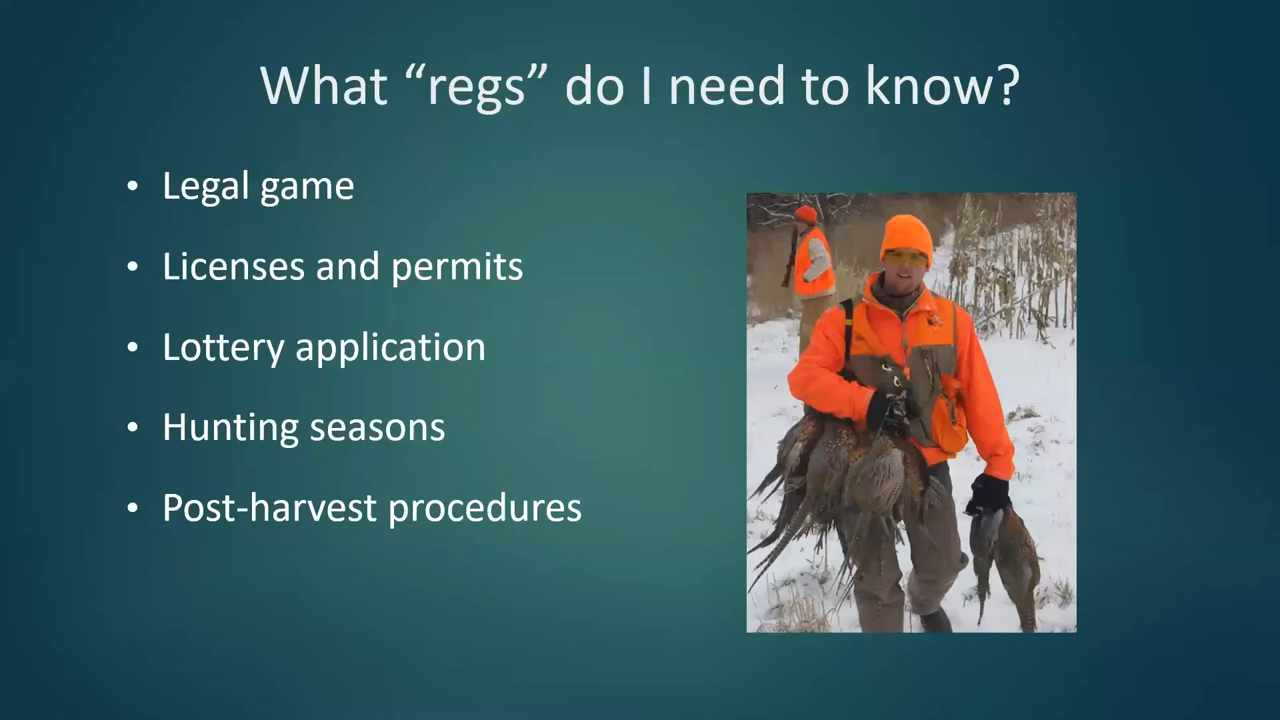 What “regs” do I need to know?
• Legal game
• Licenses and permits
• Lottery application
• Hunting seasons
• Post-harvest procedures